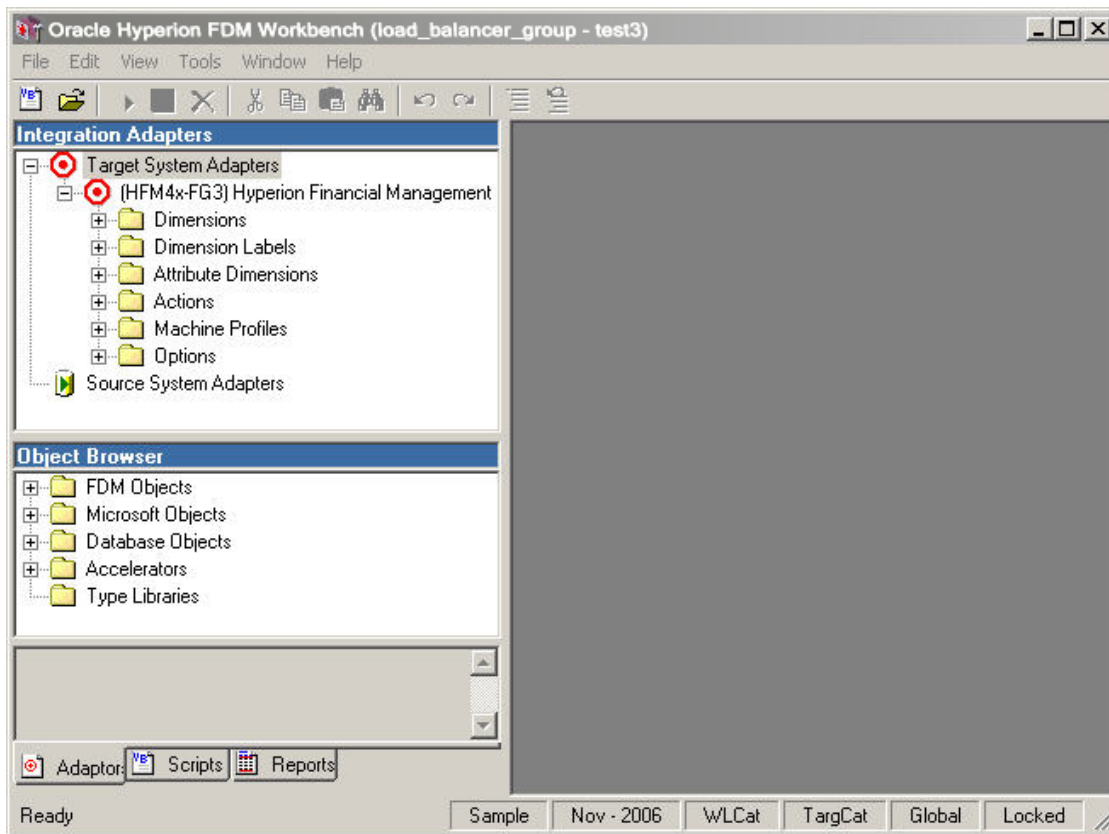 Oracle Hyperion FDM Workbench (load_balancer_group - test3)
File Edit View Tools Window Help
Integration Adapters
Target System Adapters
(HFM4x-FG3) Hyperion Financial Management
Dimensions
Dimension Labels
Attribute Dimensions
Actions
Machine Profiles
Options
Source System Adapters
Object Browser
FDM Objects
Microsoft Objects
Database Objects
Accelerators
Type Libraries
Adaptor: Scripts Reports
Ready Sample Nov - 2006 WLCat TargCat Global Locked